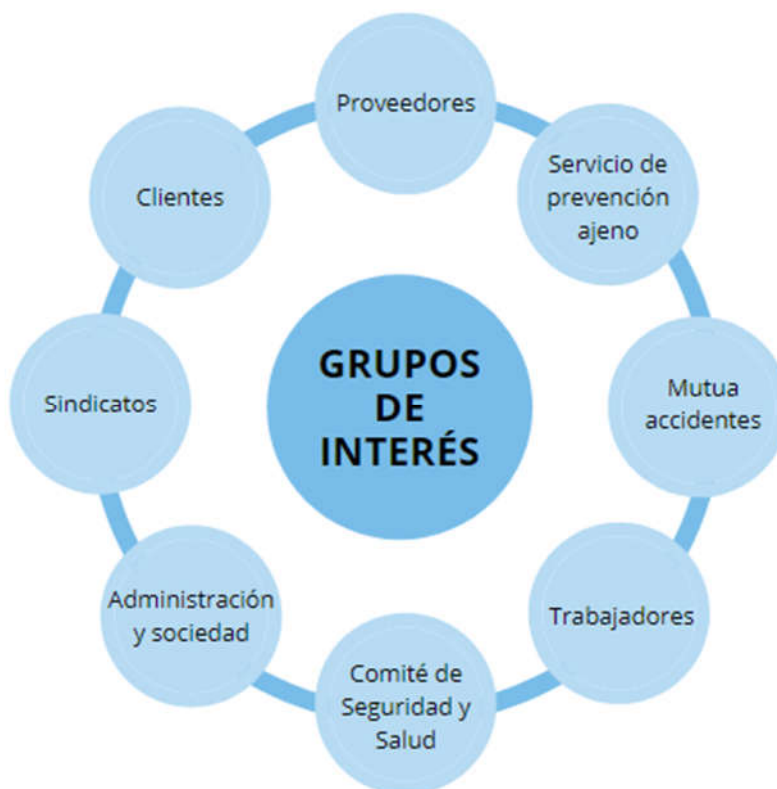 Proveedores
Servicio de
prevención
ajeno
Mutua
accidentes
Trabajadores
Comité de
Seguridad y
Salud
Administración
y sociedad
Sindicatos
Clientes
GRUPOS
DE
INTERÉS